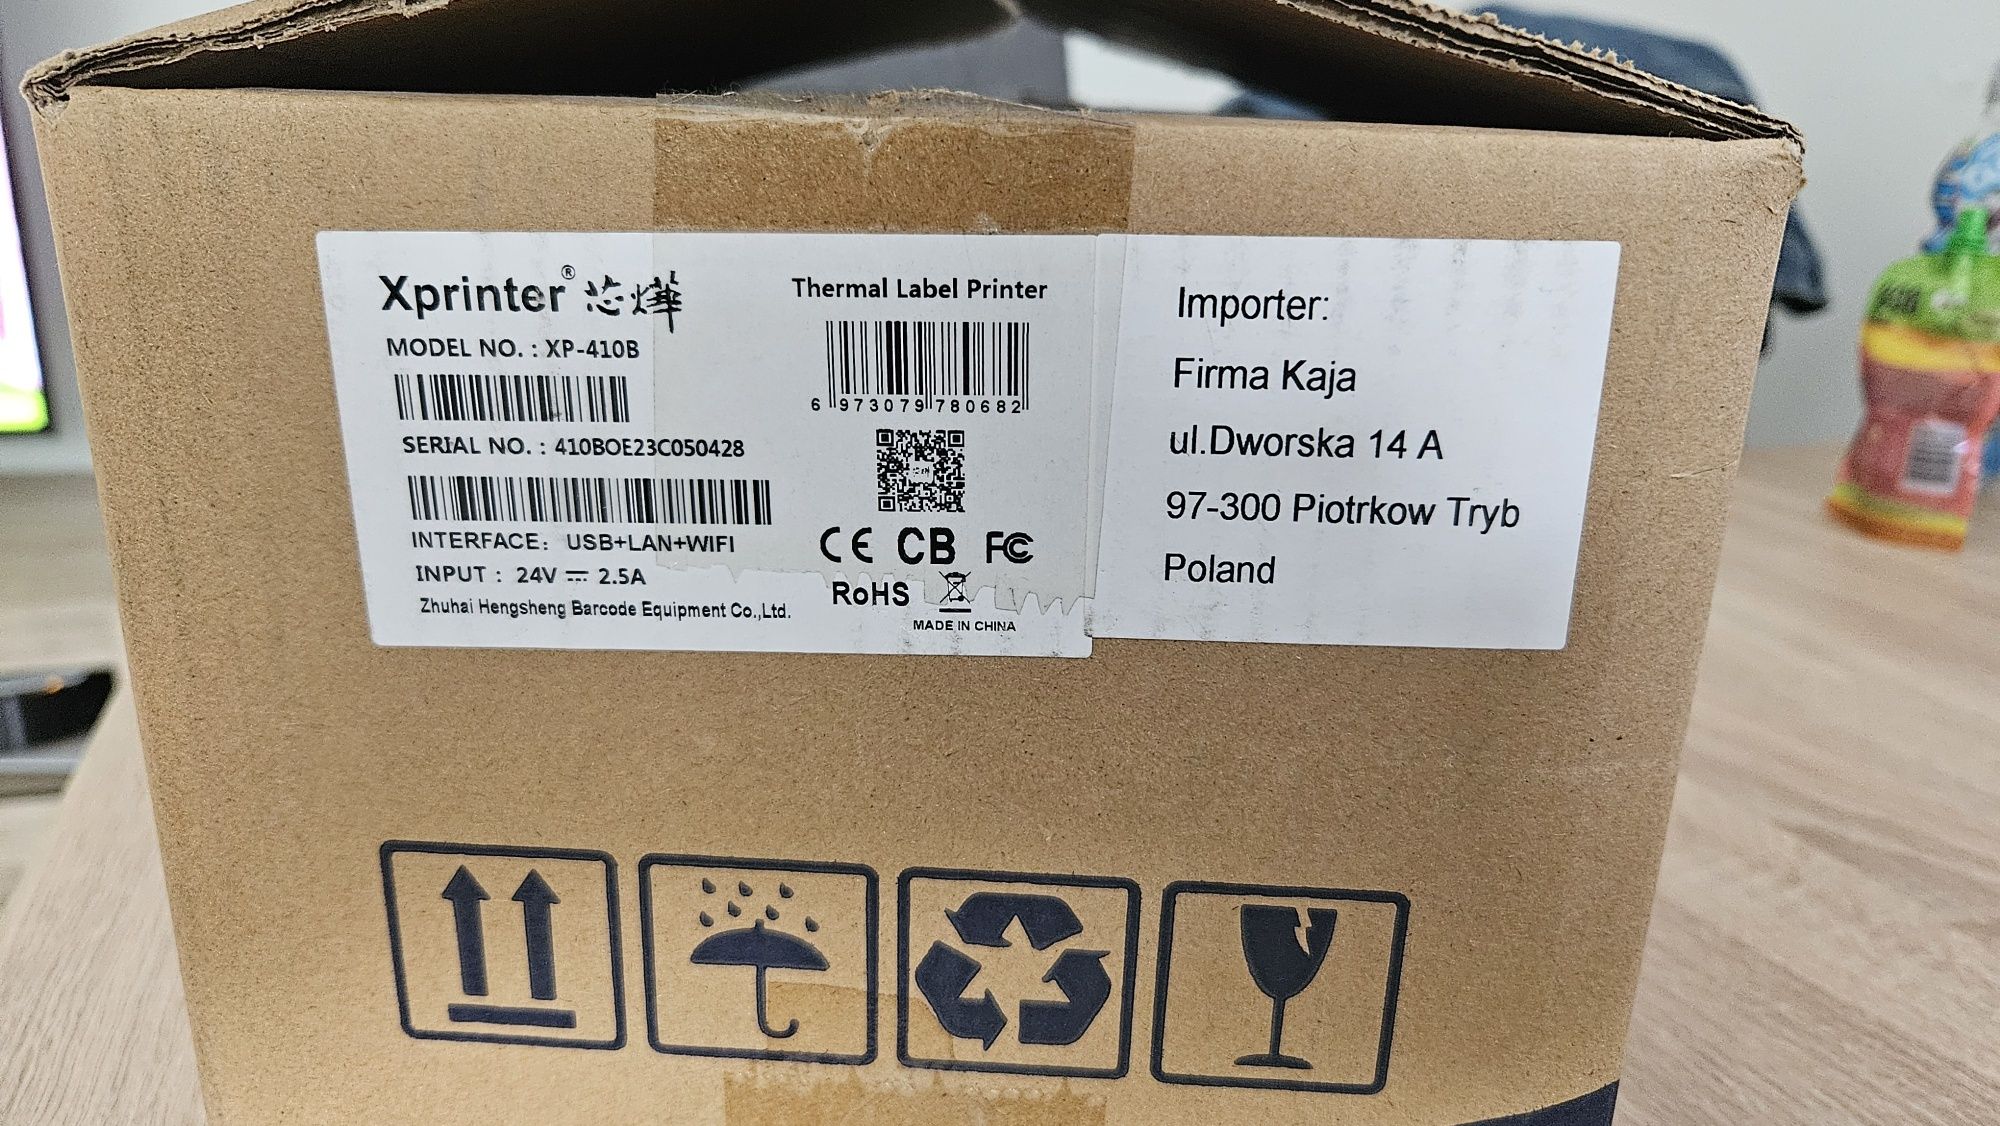 Xprinter® 芯烨
Thermal Label Printer
MODEL NO. : XP-410B
6 973079 780682
SERIAL NO. : 410BOE23C050428
INTERFACE: USB+LAN+WIFI
INPUT : 24V ⎓ 2.5A
Zhuhai Hengsheng Barcode Equipment Co.,Ltd.
CE CB FC
RoHS
MADE IN CHINA
Importer:
Firma Kaja
ul.Dworska 14 A
97-300 Piotrkow Tryb
Poland